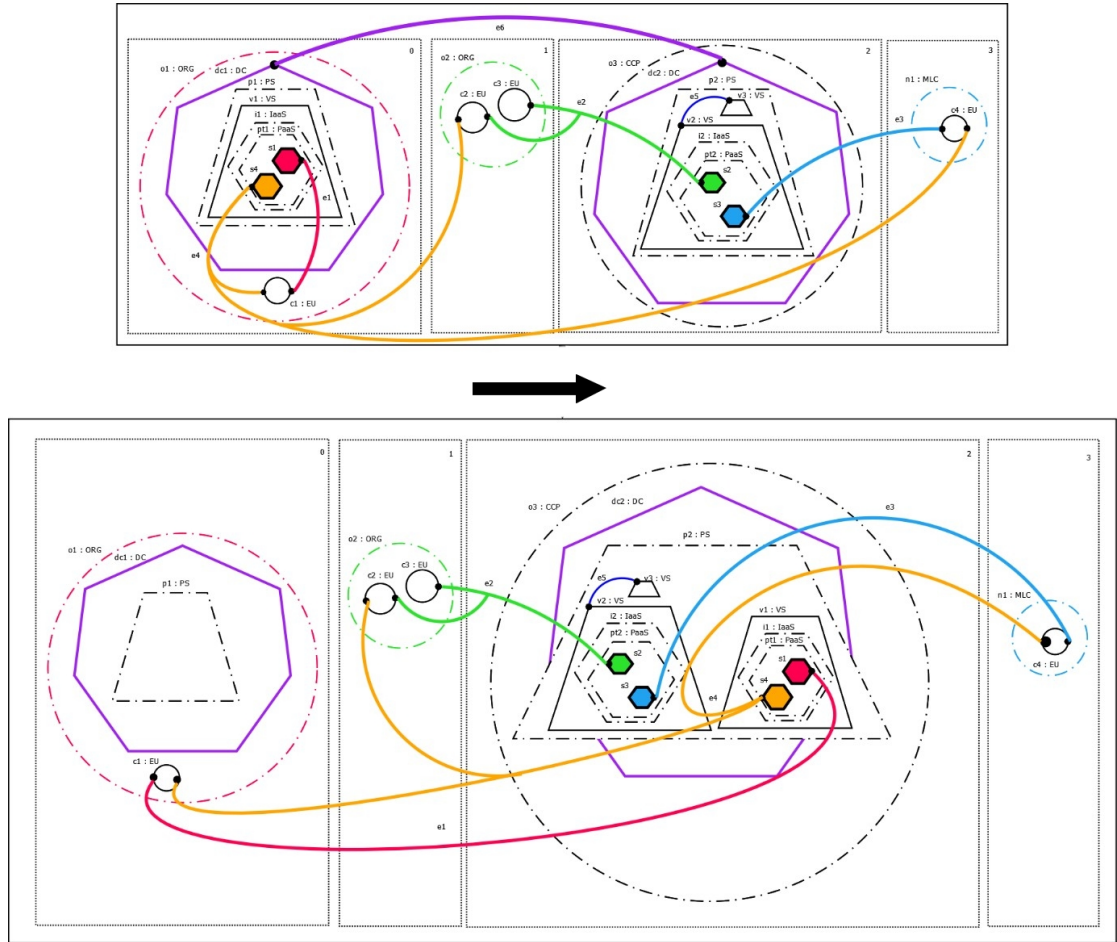 e6
0
1
2
3
o1 : ORG
dc1 : DC
p1 : PS
v1 : VS
i1 : IaaS
pt1 : PaaS
s1
s4
e1
e4
c1 : EU
o2 : ORG
c3 : EU
c2 : EU
e2
o3 : CCP
dc2 : DC
p2 : PS
e5
v3 : VS
v2 : VS
i2 : IaaS
pt2 : PaaS
s2
s3
e3
n1 : MLC
c4 : EU
0
1
2
3
o1 : ORG
dc1 : DC
p1 : PS
c1 : EU
e1
o2 : ORG
c3 : EU
c2 : EU
e2
o3 : CCP
dc2 : DC
p2 : PS
e5
v3 : VS
v2 : VS
i2 : IaaS
pt2 : PaaS
s2
s3
v1 : VS
i1 : IaaS
pt1 : PaaS
s1
s4
e4
e3
n1 : MLC
c4 : EU